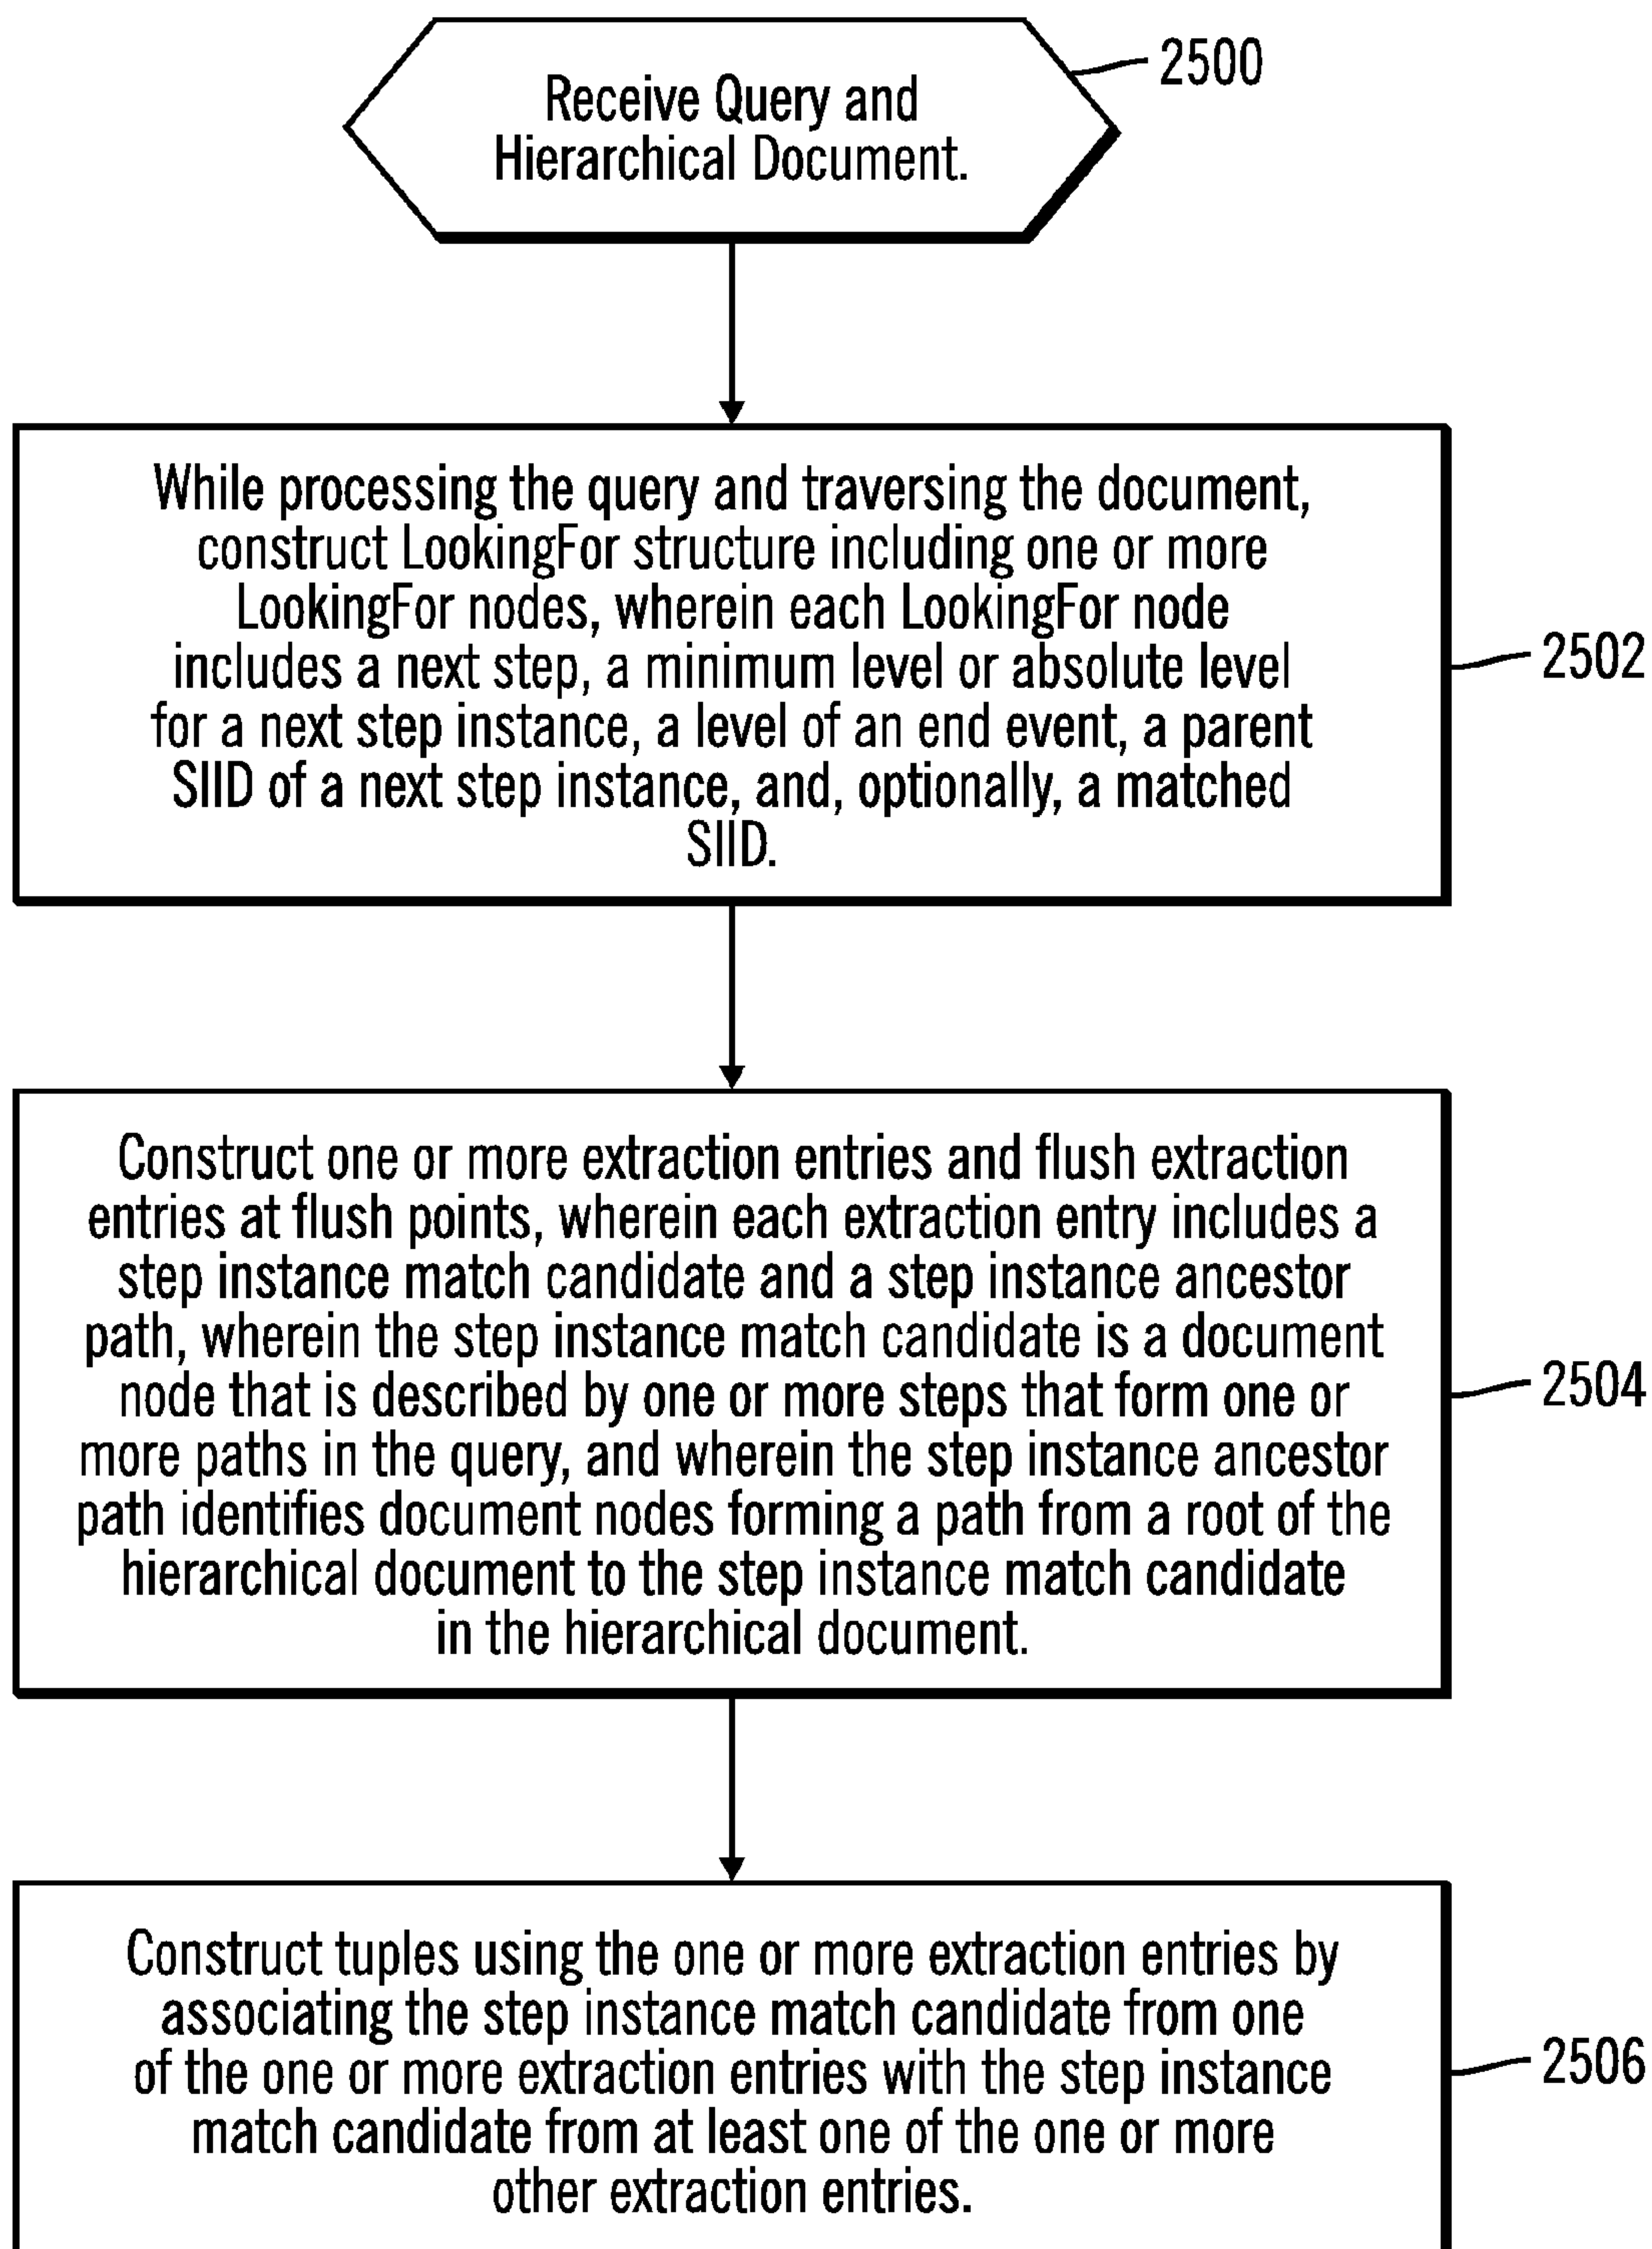 Receive Query and
Hierarchical Document.
2500
While processing the query and traversing the document,
construct LookingFor structure including one or more
LookingFor nodes, wherein each LookingFor node
includes a next step, a minimum level or absolute level
for a next step instance, a level of an end event, a parent
SIID of a next step instance, and, optionally, a matched
SIID.
2502
Construct one or more extraction entries and flush extraction
entries at flush points, wherein each extraction entry includes a
step instance match candidate and a step instance ancestor
path, wherein the step instance match candidate is a document
node that is described by one or more steps that form one or
more paths in the query, and wherein the step instance ancestor
path identifies document nodes forming a path from a root of the
hierarchical document to the step instance match candidate
in the hierarchical document.
2504
Construct tuples using the one or more extraction entries by
associating the step instance match candidate from one
of the one or more extraction entries with the step instance
match candidate from at least one of the one or more
other extraction entries.
2506